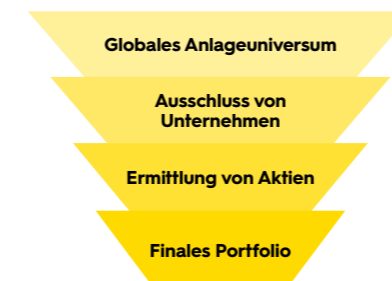 Globales Anlageuniversum
Ausschluss von
Unternehmen
Ermittlung von Aktien
Finales Portfolio